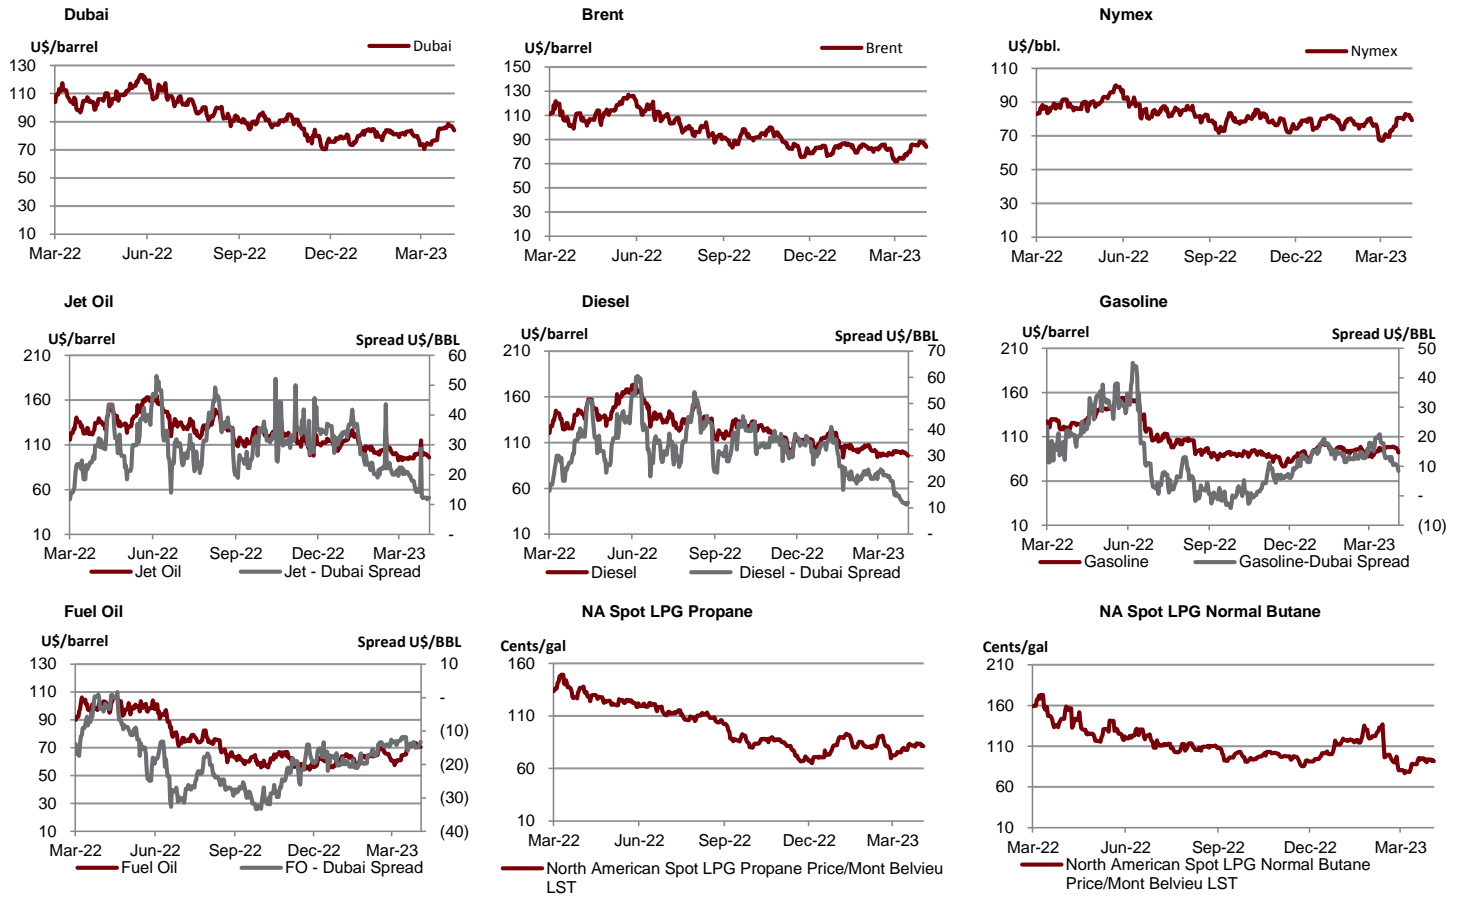 Dubai
U$/barrel
Dubai
130
110
90
70
50
30
10
Mar-22 Jun-22 Sep-22 Dec-22 Mar-23
Brent
U$/barrel
Brent
150
130
110
90
70
50
30
10
Mar-22 Jun-22 Sep-22 Dec-22 Mar-23
Nymex
U$/bbl.
Nymex
110
90
70
50
30
10
Mar-22 Jun-22 Sep-22 Dec-22 Mar-23
Jet Oil
U$/barrel Spread U$/BBL
210
160
110
60
10
60
50
40
30
20
10
-
Mar-22 Jun-22 Sep-22 Dec-22 Mar-23
Jet Oil Jet - Dubai Spread
Diesel
U$/barrel Spread U$/BBL
210
160
110
60
10
70
60
50
40
30
20
10
-
Mar-22 Jun-22 Sep-22 Dec-22 Mar-23
Diesel Diesel - Dubai Spread
Gasoline
U$/barrel Spread U$/BBL
210
160
110
60
10
50
40
30
20
10
-
(10)
Mar-22 Jun-22 Sep-22 Dec-22 Mar-23
Gasoline Gasoline-Dubai Spread
Fuel Oil
U$/barrel Spread U$/BBL
130
110
90
70
50
30
10
10
-
(10)
(20)
(30)
(40)
Mar-22 Jun-22 Sep-22 Dec-22 Mar-23
Fuel Oil FO - Dubai Spread
NA Spot LPG Propane
Cents/gal
160
110
60
10
Mar-22 Jun-22 Sep-22 Dec-22 Mar-23
North American Spot LPG Propane Price/Mont Belvieu
LST
NA Spot LPG Normal Butane
Cents/gal
210
160
110
60
10
Mar-22 Jun-22 Sep-22 Dec-22 Mar-23
North American Spot LPG Normal Butane
Price/Mont Belvieu LST